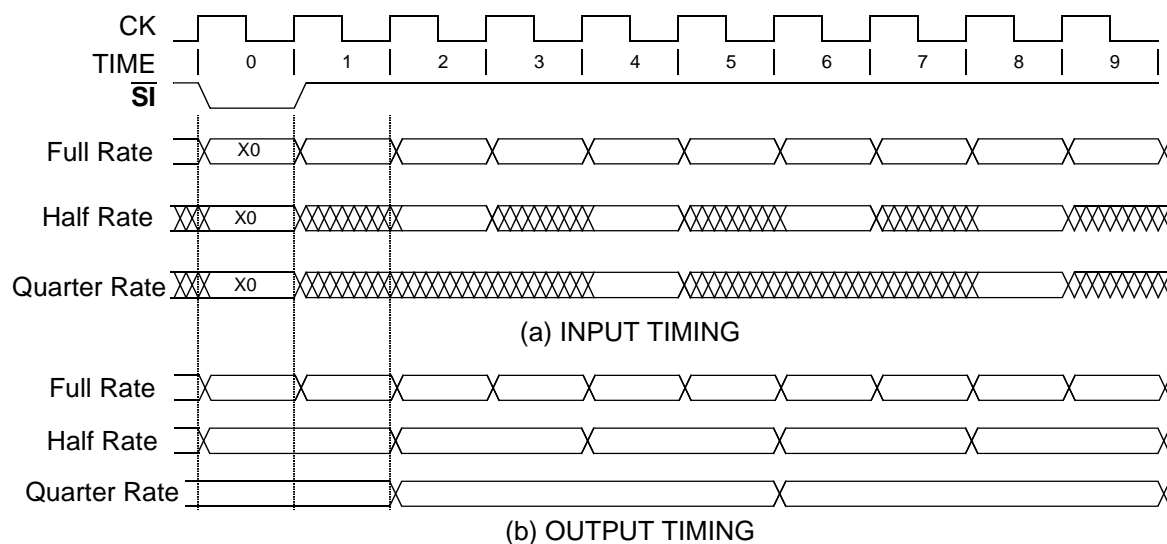 CK
TIME 0 1 2 3 4 5 6 7 8 9
SI
Full Rate X0
Half Rate X0
Quarter Rate X0
(a) INPUT TIMING
Full Rate
Half Rate
Quarter Rate
(b) OUTPUT TIMING